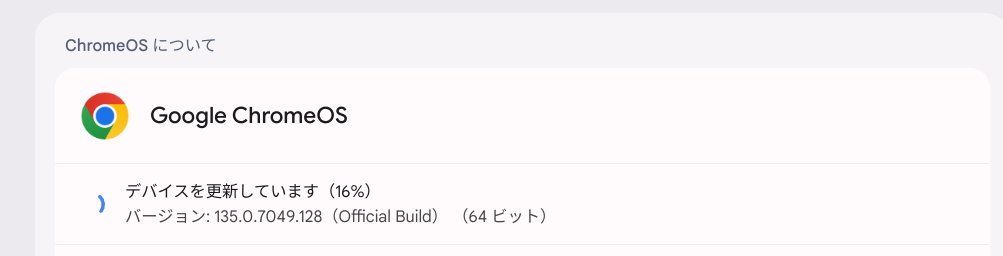 ChromeOS について
Google ChromeOS
デバイスを更新しています（16%）
バージョン: 135.0.7049.128（Official Build） （64 ビット）